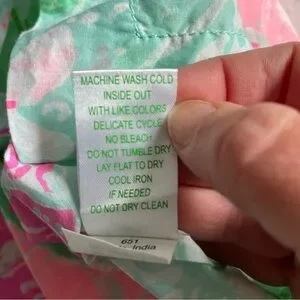 MACHINE WASH COLD
INSIDE OUT
WITH LIKE COLORS
DELICATE CYCLE
NO BLEACH
DO NOT TUMBLE DRY
LAY FLAT TO DRY
COOL IRON
IF NEEDED
DO NOT DRY CLEAN
651
India